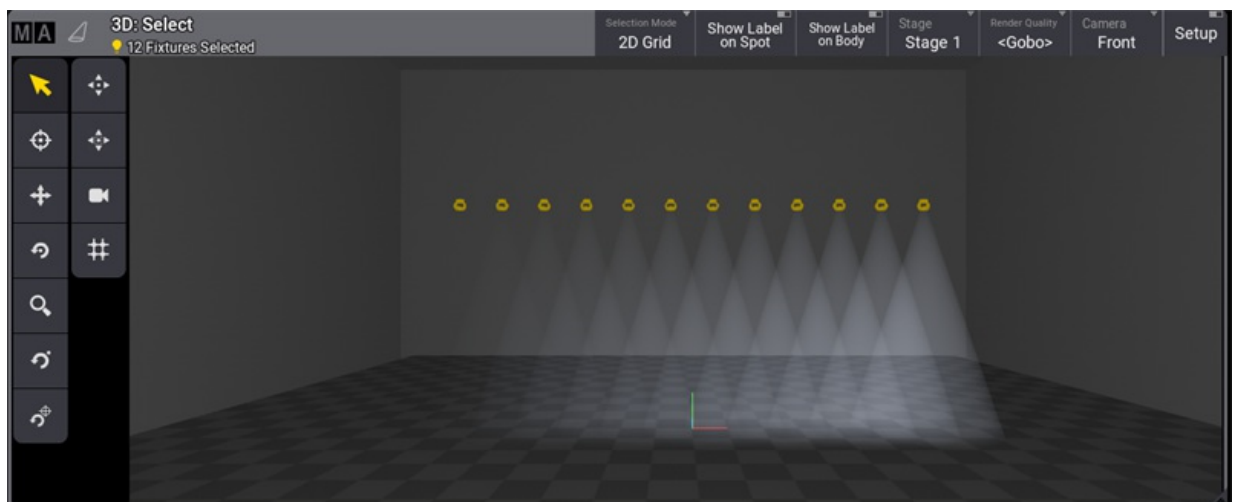 MA
3D: Select
12 Fixtures Selected
Selection Mode
2D Grid
Show Label
on Spot
Show Label
on Body
Stage
Stage 1
Render Quality
<Gobo>
Camera
Front
Setup